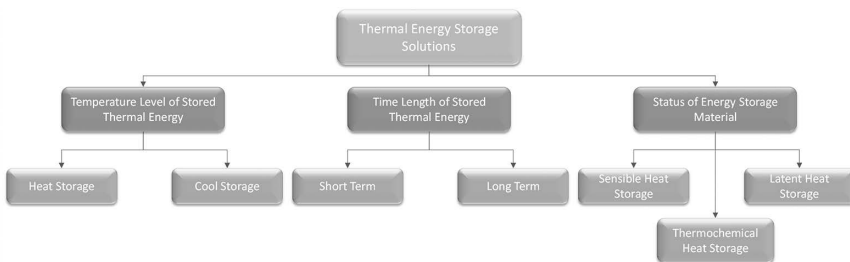 Thermal Energy Storage
Solutions
Temperature Level of Stored
Thermal Energy
Time Length of Stored
Thermal Energy
Status of Energy Storage
Material
Heat Storage
Cool Storage
Short Term
Long Term
Sensible Heat
Storage
Latent Heat
Storage
Thermochemical
Heat Storage